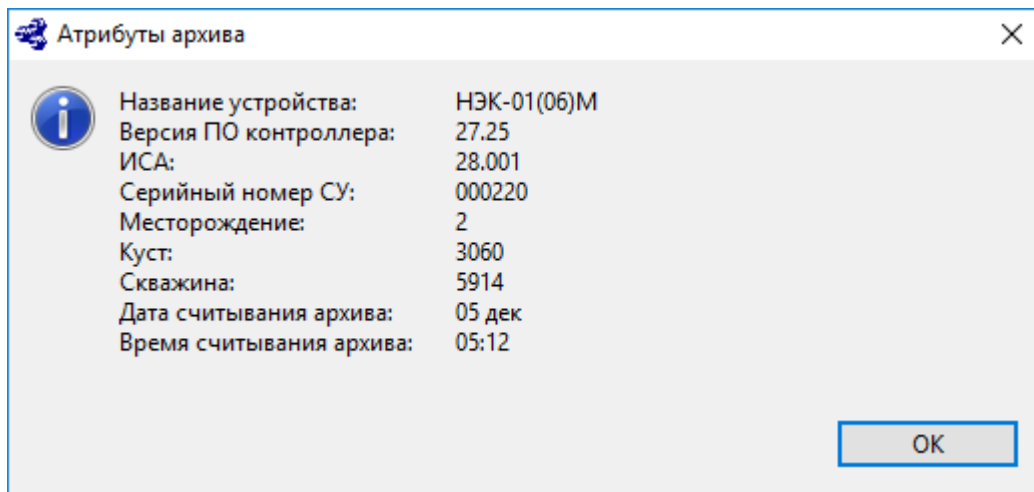 Атрибуты архива
Название устройства: НЭК-01(06)М
Версия ПО контроллера: 27.25
ИСА: 28.001
Серийный номер СУ: 000220
Месторождение: 2
Куст: 3060
Скважина: 5914
Дата считывания архива: 05 дек
Время считывания архива: 05:12
ОК